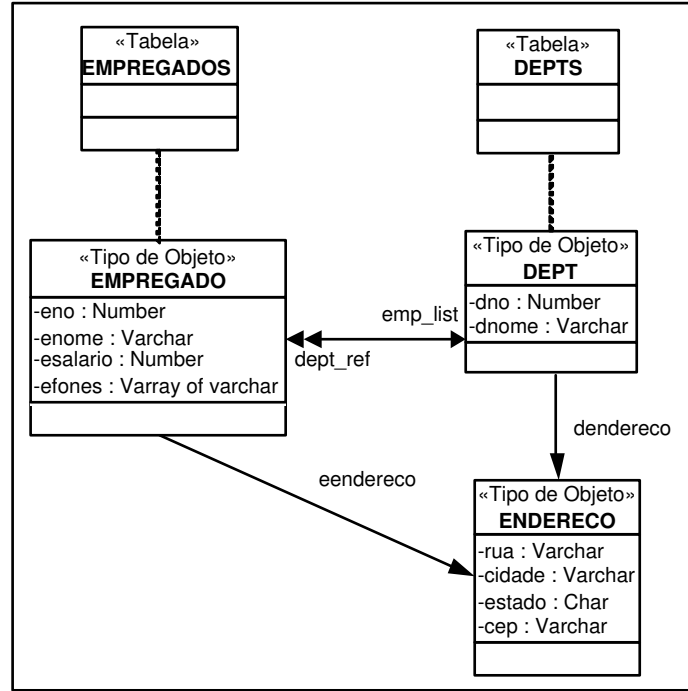 «Tabela»
EMPREGADOS
«Tabela»
DEPTS
«Tipo de Objeto»
EMPREGADO
-eno : Number
-enome : Varchar
-esalario : Number
-efones : Varray of varchar
«Tipo de Objeto»
DEPT
-dno : Number
-dnome : Varchar
emp_list
dept_ref
dendereco
eendereco
«Tipo de Objeto»
ENDERECO
-rua : Varchar
-cidade : Varchar
-estado : Char
-cep : Varchar